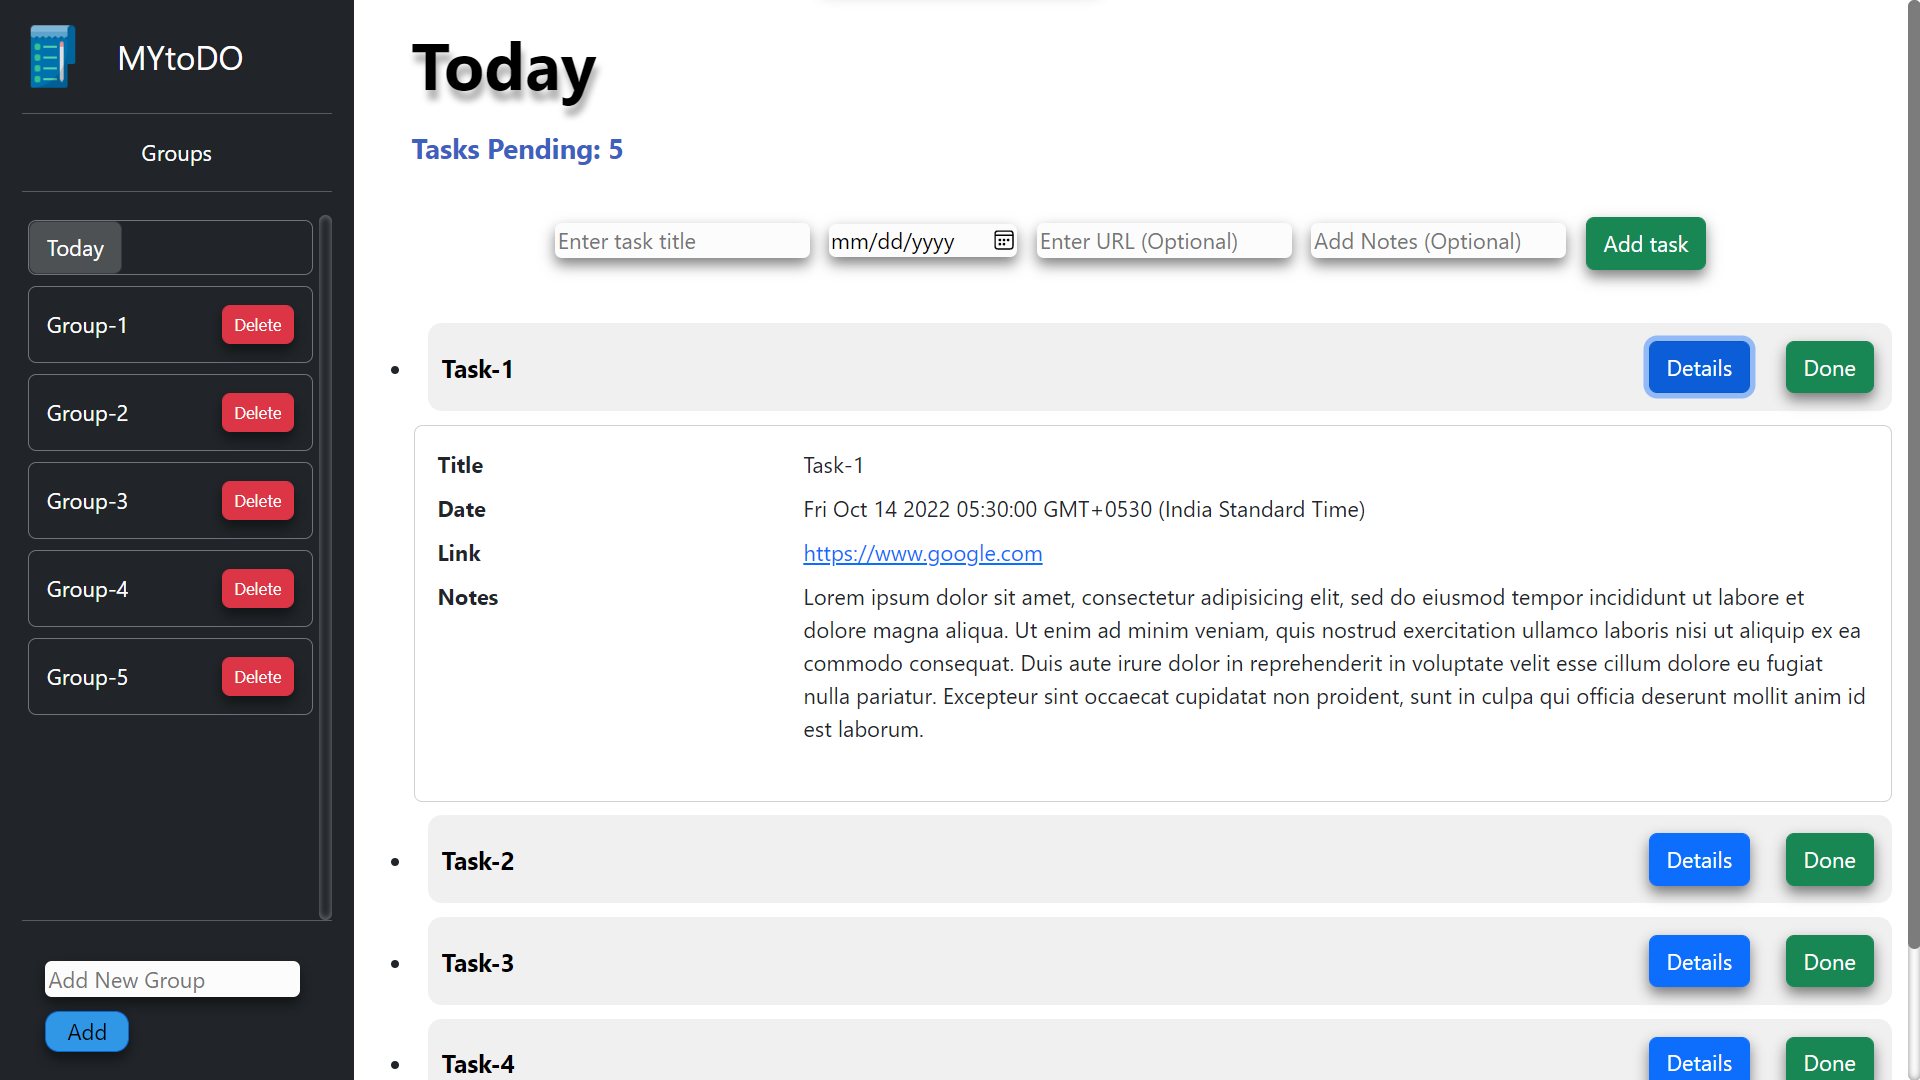 MYtoDO
Groups
Today
Group-1 Delete
Group-2 Delete
Group-3 Delete
Group-4 Delete
Group-5 Delete
Add New Group
Add
Today
Tasks Pending: 5
Enter task title mm/dd/yyyy Enter URL (Optional) Add Notes (Optional) Add task
Task-1 Details Done
Title Task-1
Date Fri Oct 14 2022 05:30:00 GMT+0530 (India Standard Time)
Link https://www.google.com
Notes Lorem ipsum dolor sit amet, consectetur adipisicing elit, sed do eiusmod tempor incididunt ut labore et
dolore magna aliqua. Ut enim ad minim veniam, quis nostrud exercitation ullamco laboris nisi ut aliquip ex ea
commodo consequat. Duis aute irure dolor in reprehenderit in voluptate velit esse cillum dolore eu fugiat
nulla pariatur. Excepteur sint occaecat cupidatat non proident, sunt in culpa qui officia deserunt mollit anim id
est laborum.
Task-2 Details Done
Task-3 Details Done
Task-4 Details Done